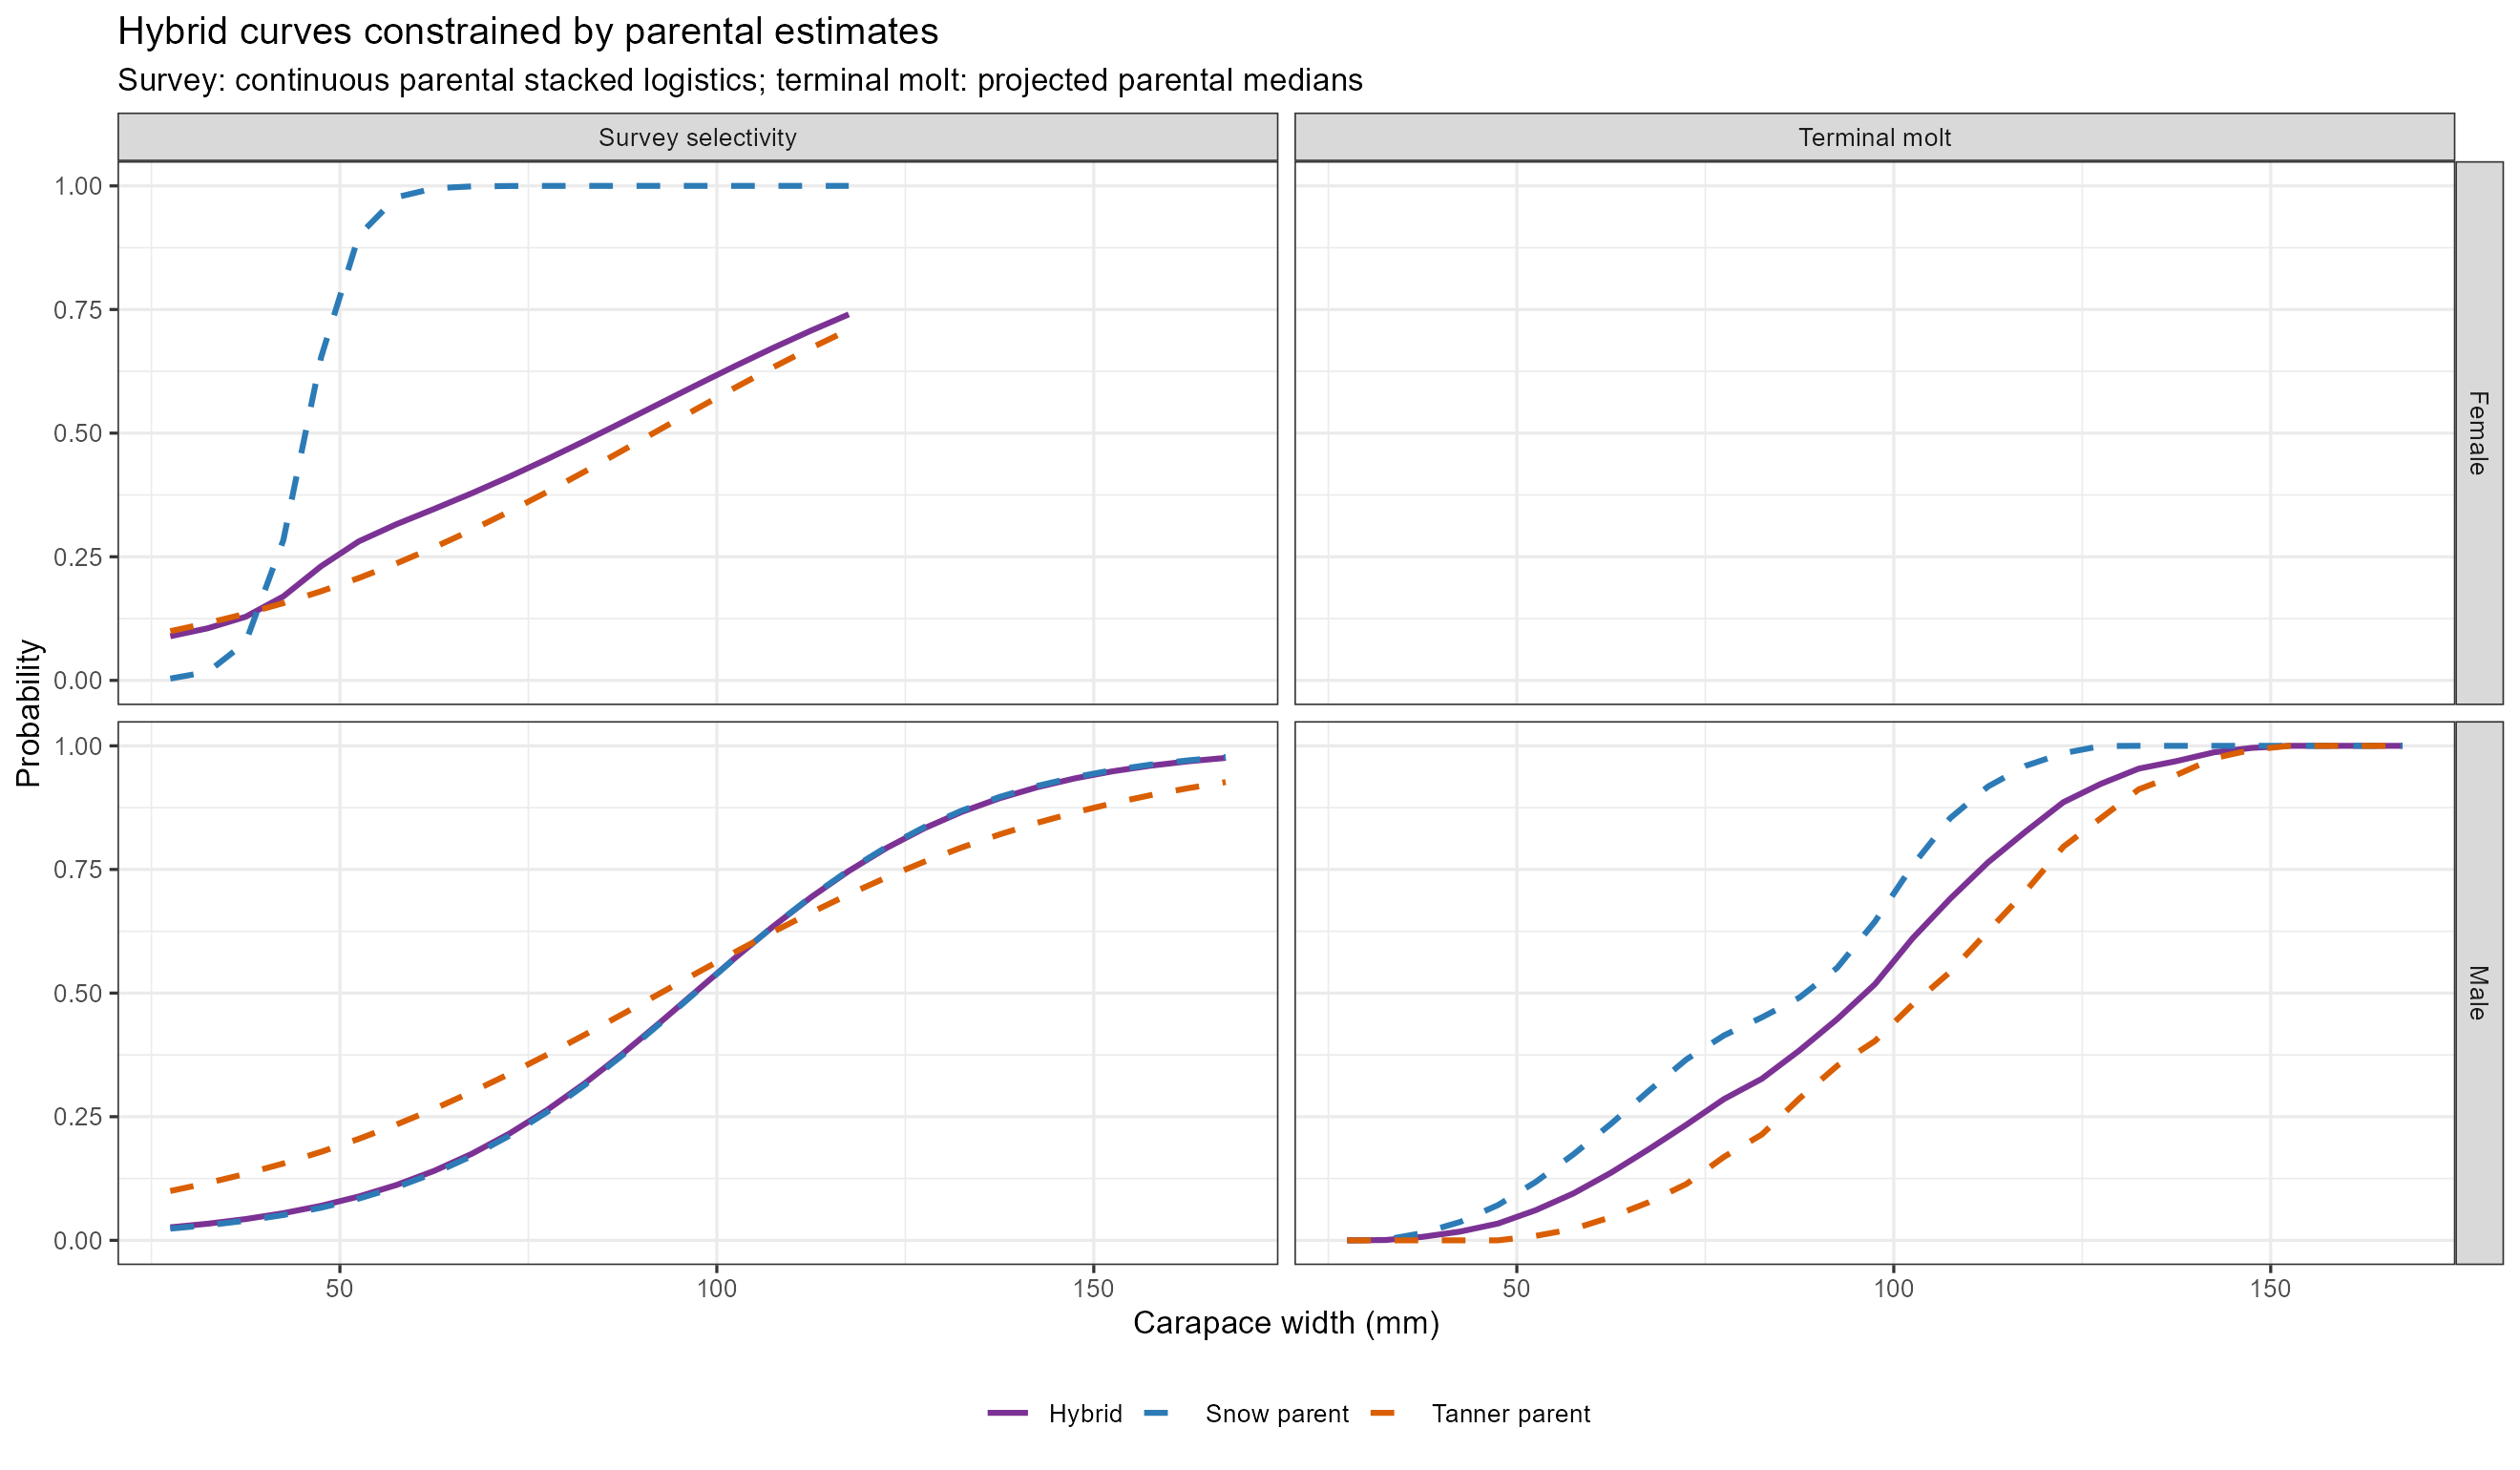 Hybrid curves constrained by parental estimates
Survey: continuous parental stacked logistics; terminal molt: projected parental medians
Survey selectivity
Terminal molt
1.00
0.75
0.50
0.25
0.00
Female
1.00
0.75
0.50
0.25
0.00
Male
Probability
50 100 150
50 100 150
Carapace width (mm)
Hybrid Snow parent Tanner parent